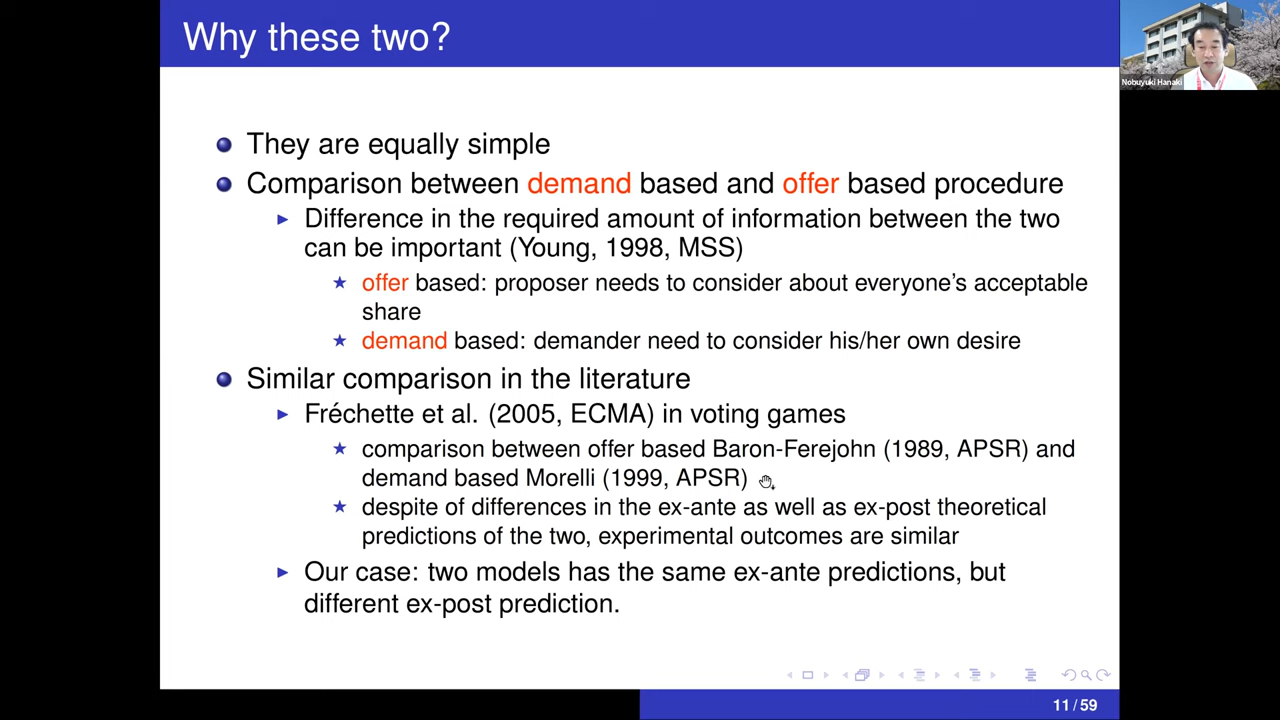 Why these two?
Nobuyuki Hanaki
They are equally simple
Comparison between demand based and offer based procedure
Difference in the required amount of information between the two
can be important (Young, 1998, MSS)
offer based: proposer needs to consider about everyone's acceptable
share
demand based: demander need to consider his/her own desire
Similar comparison in the literature
Fréchette et al. (2005, ECMA) in voting games
comparison between offer based Baron-Ferejohn (1989, APSR) and
demand based Morelli (1999, APSR)
despite of differences in the ex-ante as well as ex-post theoretical
predictions of the two, experimental outcomes are similar
Our case: two models has the same ex-ante predictions, but
different ex-post prediction.
11 / 59